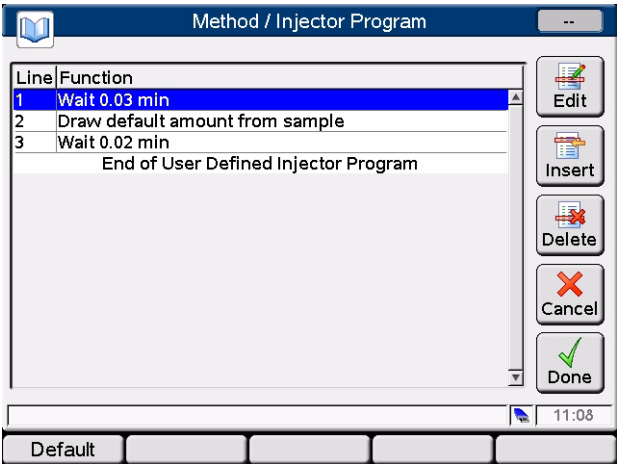 Method / Injector Program
--
Line Function
1 Wait 0.03 min
2 Draw default amount from sample
3 Wait 0.02 min
End of User Defined Injector Program
Edit
Insert
Delete
Cancel
Done
11:08
Default